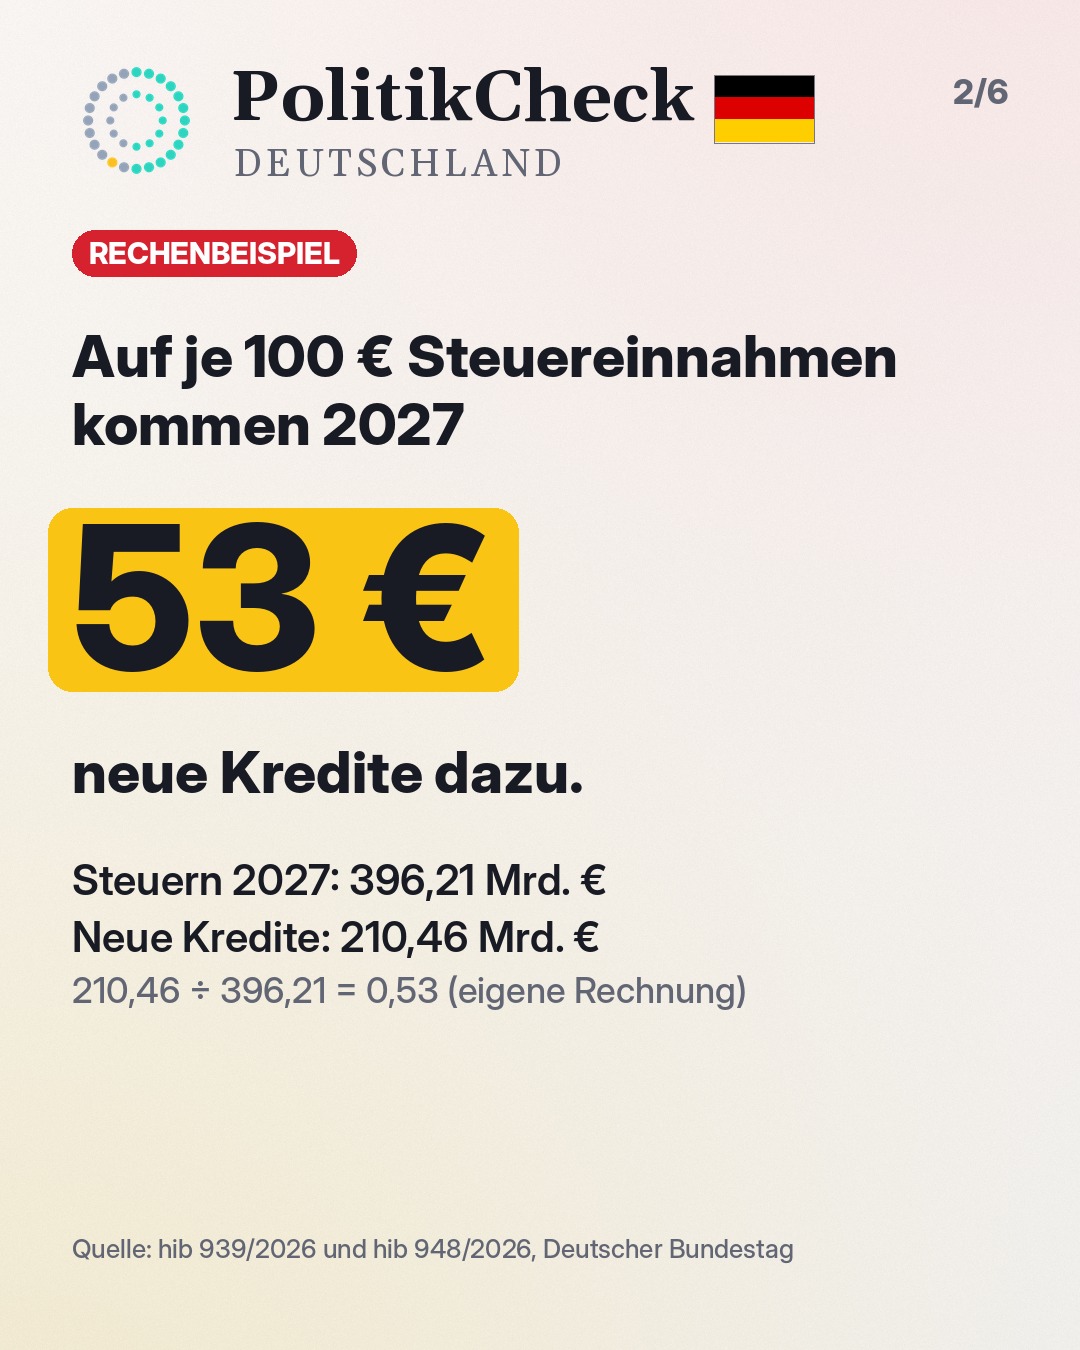 PolitikCheck
DEUTSCHLAND
2/6
RECHENBEISPIEL
Auf je 100 € Steuereinnahmen
kommen 2027
53 €
neue Kredite dazu.
Steuern 2027: 396,21 Mrd. €
Neue Kredite: 210,46 Mrd. €
210,46 ÷ 396,21 = 0,53 (eigene Rechnung)
Quelle: hib 939/2026 und hib 948/2026, Deutscher Bundestag